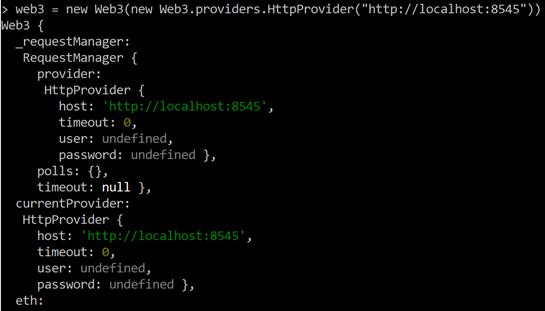 > web3 = new Web3(new Web3.providers.HttpProvider("http://localhost:8545"))
Web3 {
  _requestManager:
   RequestManager {
     provider:
      HttpProvider {
        host: 'http://localhost:8545',
        timeout: 0,
        user: undefined,
        password: undefined },
     polls: {},
     timeout: null },
  currentProvider:
   HttpProvider {
     host: 'http://localhost:8545',
     timeout: 0,
     user: undefined,
     password: undefined },
  eth: